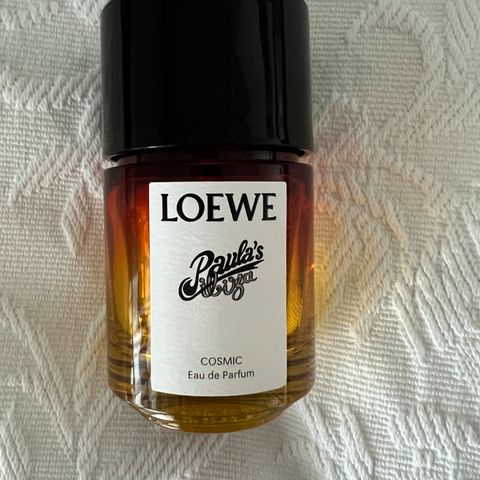 LOEWE
Paula's
Ibiza
COSMIC
Eau de Parfum